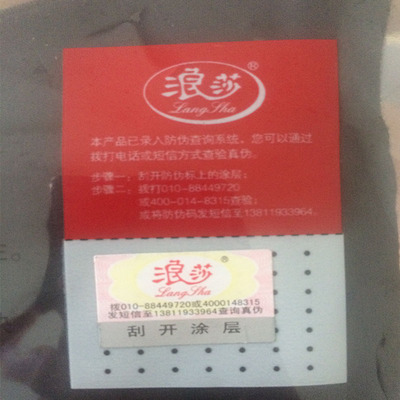 浪莎®
LangSha
本产品已录入防伪查询系统，您可以通过
拨打电话或短信方式查验真伪。
步骤一：刮开防伪标上的涂层；
步骤二：拨打010-88449720
或400-014-8315查验；
或将防伪码发短信至13811933964
浪莎®
LangSha
拨010-88449720或4000148315
发短信至13811933964查询真伪
刮开涂层